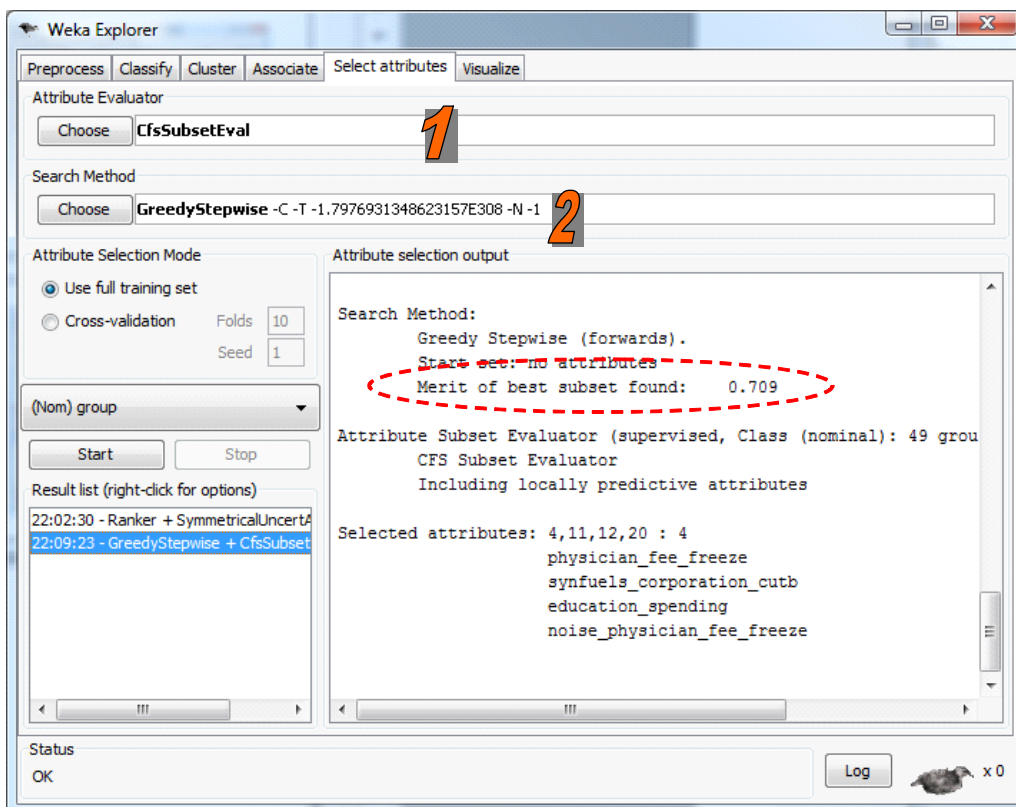 Weka Explorer
Preprocess Classify Cluster Associate Select attributes Visualize
Attribute Evaluator
Choose CfsSubsetEval
1
Search Method
Choose GreedyStepwise -C -T -1.7976931348623157E308 -N -1
2
Attribute Selection Mode
Use full training set
Cross-validation Folds 10
Seed 1
(Nom) group
Start Stop
Result list (right-click for options)
22:02:30 - Ranker + SymmetricalUncertA
22:09:23 - GreedyStepwise + CfsSubset
Attribute selection output
Search Method:
Greedy Stepwise (forwards).
Start set: no attributes
Merit of best subset found: 0.709
Attribute Subset Evaluator (supervised, Class (nominal): 49 grou
CFS Subset Evaluator
Including locally predictive attributes
Selected attributes: 4,11,12,20 : 4
physician_fee_freeze
synfuels_corporation_cutb
education_spending
noise_physician_fee_freeze
Status
OK
Log x 0